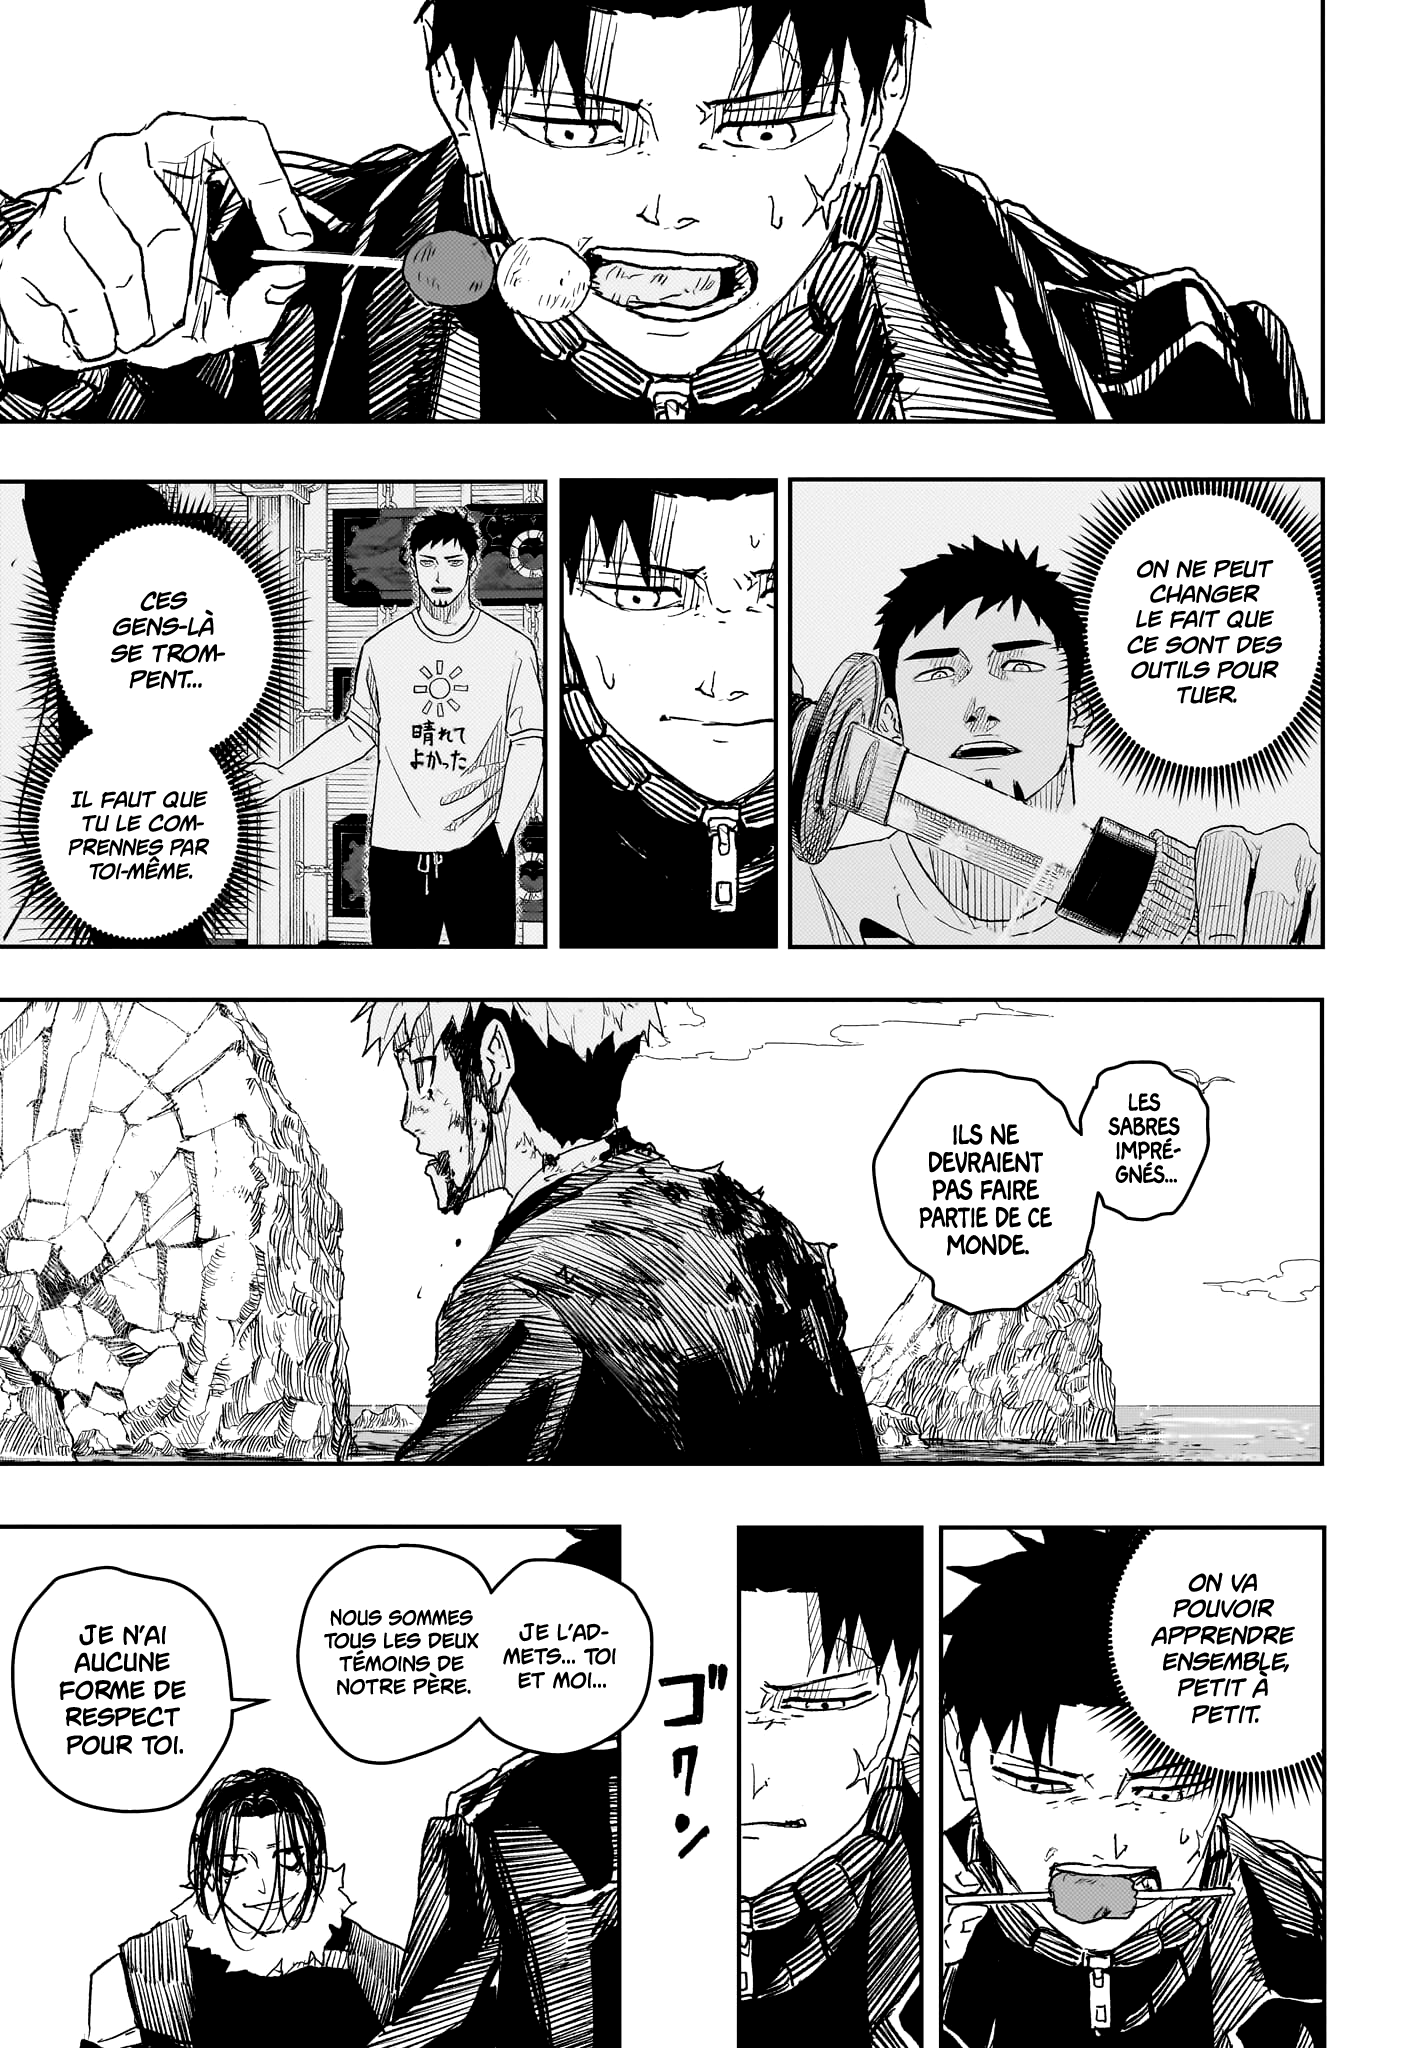 ON NE PEUT
CHANGER
LE FAIT QUE
CE SONT DES
OUTILS POUR
TUER.
CES
GENS-LÀ
SE TROM-
PENT...
IL FAUT QUE
TU LE COM-
PRENNES PAR
TOI-MÊME.
晴れて
よかった
LES
SABRES
IMPRÉ-
GNÉS...
ILS NE
DEVRAIENT
PAS FAIRE
PARTIE DE CE
MONDE.
ON VA
POUVOIR
APPRENDRE
ENSEMBLE,
PETIT À
PETIT.
ゴクン
JE L'AD-
METS... TOI
ET MOI...
NOUS SOMMES
TOUS LES DEUX
TÉMOINS DE
NOTRE PÈRE.
JE N'AI
AUCUNE
FORME DE
RESPECT
POUR TOI.